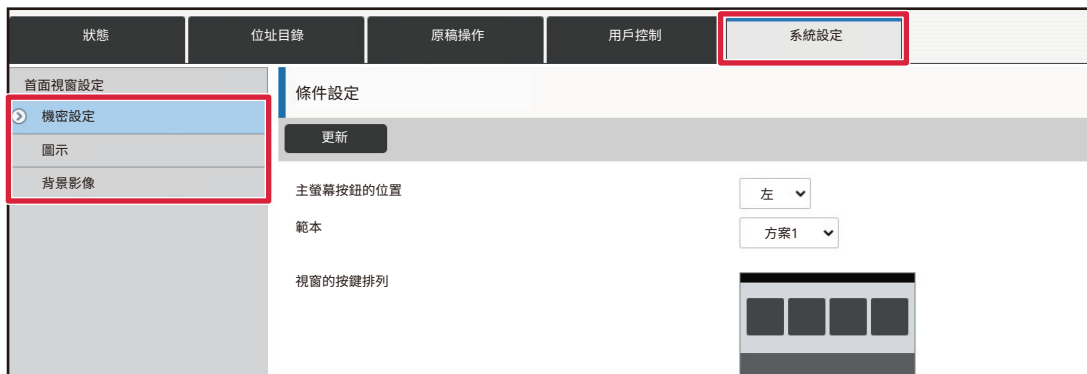 狀態
位址目錄
原稿操作
用戶控制
系統設定
首面視窗設定
機密設定
圖示
背景影像
條件設定
更新
主螢幕按鈕的位置
左
範本
方案1
視窗的按鍵排列